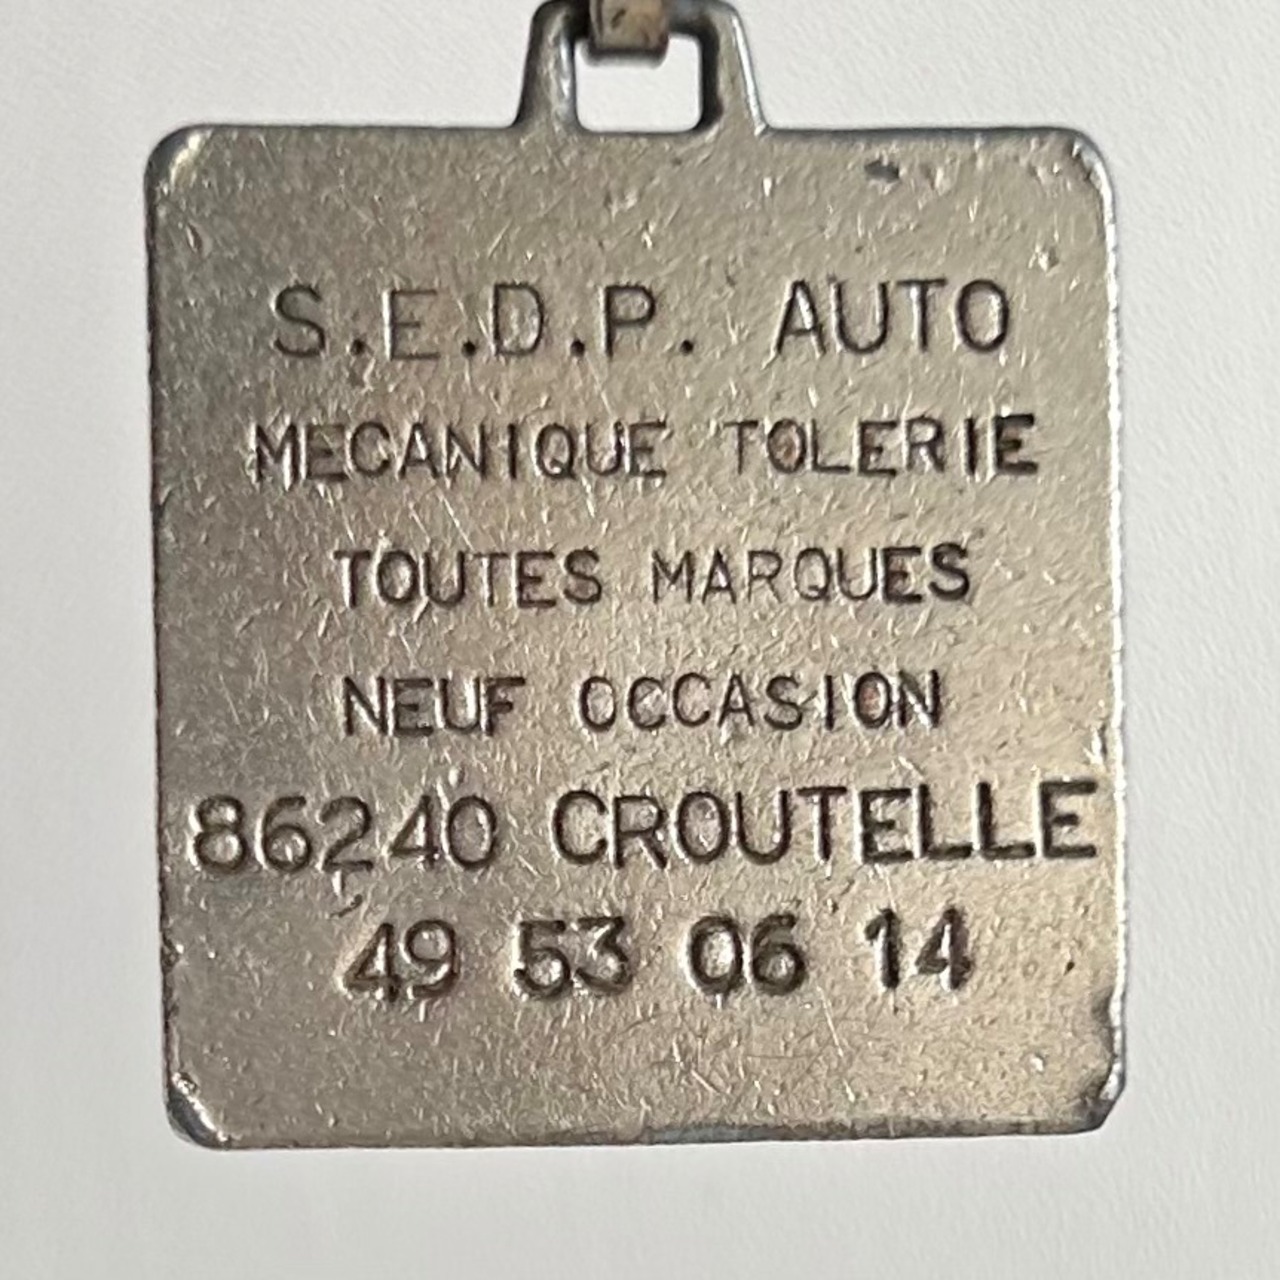 S.E.D.P. AUTO
MECANIQUE TOLERIE
TOUTES MARQUES
NEUF OCCASION
86240 CROUTELLE
49 53 06 14